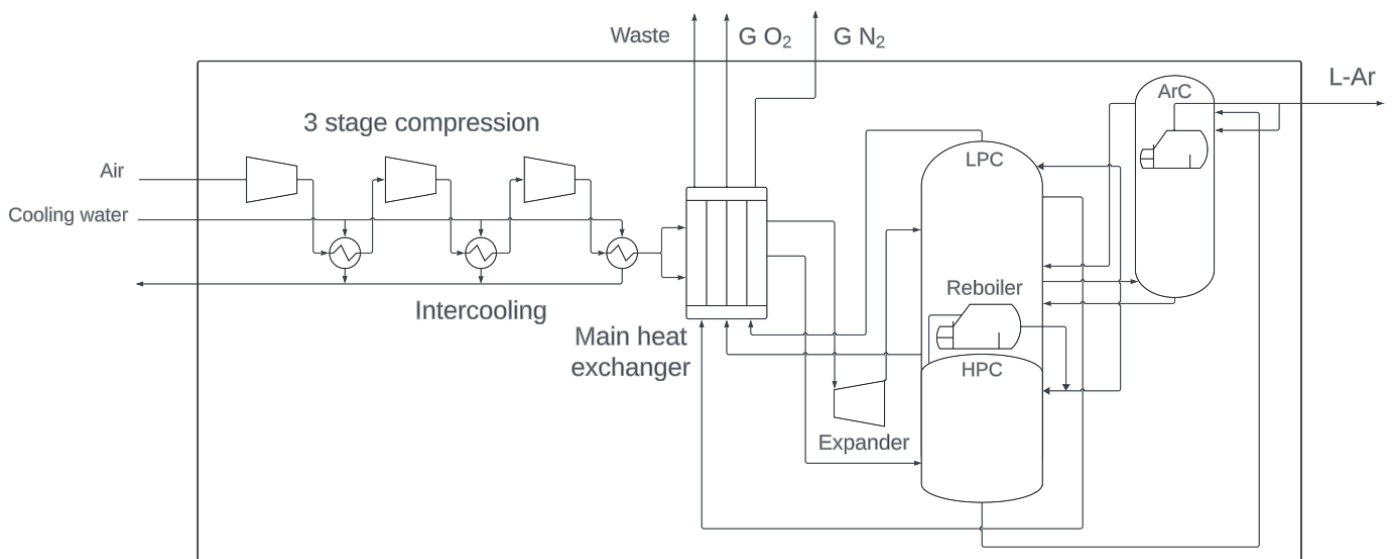 Waste
G O₂
G N₂
L-Ar
ArC
3 stage compression
Air
LPC
Cooling water
Reboiler
Intercooling
Main heat
exchanger
HPC
Expander